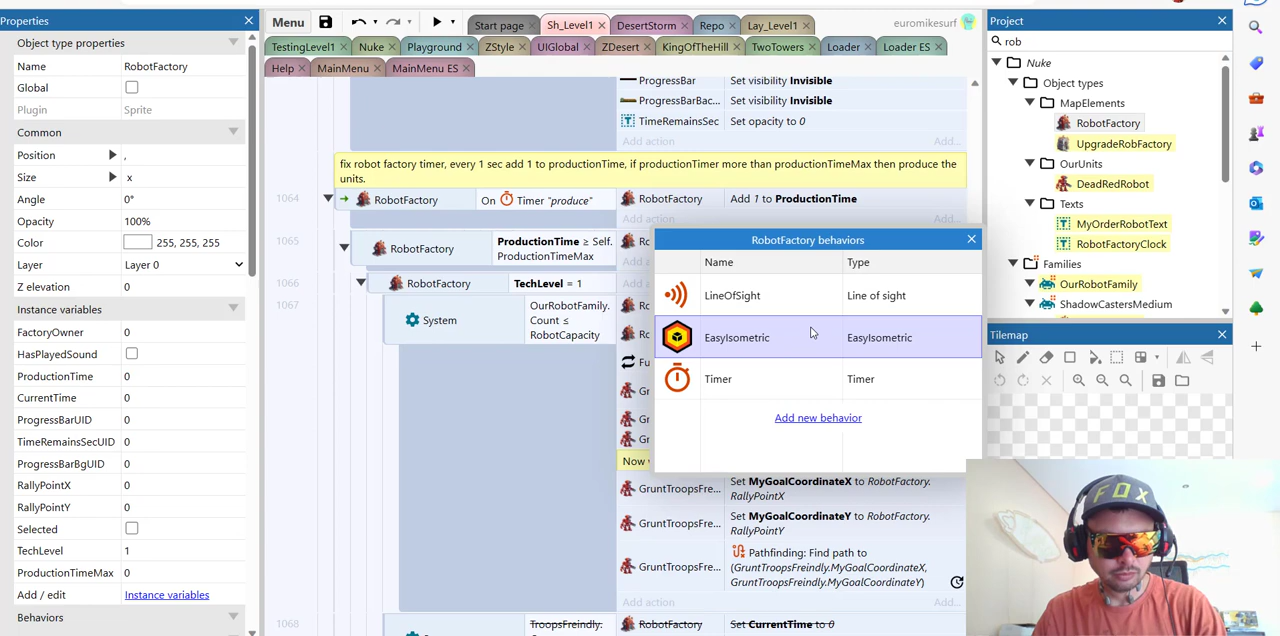 Properties
Object type properties
Name RobotFactory
Global
Plugin Sprite
Common
Position ,
Size x
Angle 0°
Opacity 100%
Color 255, 255, 255
Layer Layer 0
Z elevation 0
Instance variables
FactoryOwner 0
HasPlayedSound
ProductionTime 0
CurrentTime 0
ProgressBarUID 0
TimeRemainsSecUID 0
ProgressBarBgUID 0
RallyPointX 0
RallyPointY 0
Selected
TechLevel 1
ProductionTimeMax 0
Add / edit Instance variables
Behaviors
Menu
Start page Sh_Level1 DesertStorm Repo Lay_Level1
euromikesurf
TestingLevel1 Nuke Playground ZStyle UIGlobal ZDesert KingOfTheHill TwoTowers Loader Loader ES
Help MainMenu MainMenu ES
ProgressBar Set visibility Invisible
ProgressBarBac... Set visibility Invisible
TimeRemainsSec Set opacity to 0
Add action Add...
fix robot factory timer, every 1 sec add 1 to productionTime, if productionTimer more than productionTimeMax then produce the
units.
1064 RobotFactory On Timer "produce" RobotFactory Add 1 to ProductionTime
Add action Add...
1065 RobotFactory ProductionTime ≥ Self.
ProductionTimeMax
1066 RobotFactory TechLevel = 1
1067 System OurRobotFamily.
Count ≤
RobotCapacity
RobotFactory behaviors
Name Type
LineOfSight Line of sight
EasyIsometric EasyIsometric
Timer Timer
Add new behavior
GruntTroopsFre... Set MyGoalCoordinateX to RobotFactory.
RallyPointX
GruntTroopsFre... Set MyGoalCoordinateY to RobotFactory.
RallyPointY
GruntTroopsFre... Pathfinding: Find path to
(GruntTroopsFreindly.MyGoalCoordinateX,
GruntTroopsFreindly.MyGoalCoordinateY)
Add action Add...
1068 TroopsFreindly. RobotFactory Set CurrentTime to 0
Project
rob
Nuke
Object types
MapElements
RobotFactory
UpgradeRobFactory
OurUnits
DeadRedRobot
Texts
MyOrderRobotText
RobotFactoryClock
Families
OurRobotFamily
ShadowCastersMedium
Tilemap
FOX